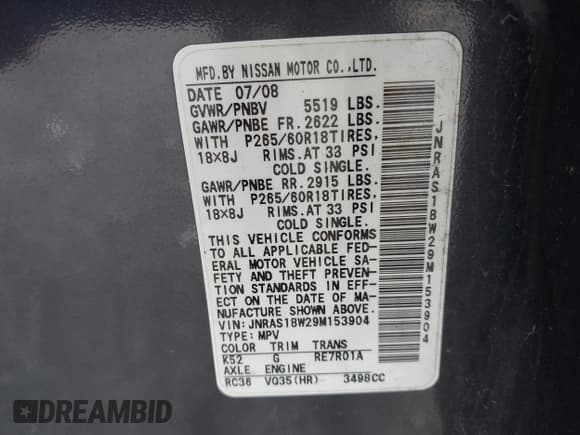 MFD.BY NISSAN MOTOR CO.,LTD.
DATE 07/08
GVWR/PNBV 5519 LBS.
GAWR/PNBE FR. 2622 LBS.
WITH P265/60R18TIRES,
18×8J RIMS.AT 33 PSI
COLD SINGLE.
GAWR/PNBE RR. 2915 LBS.
WITH P265/60R18TIRES,
18×8J RIMS.AT 33 PSI
COLD SINGLE.
THIS VEHICLE CONFORMS
TO ALL APPLICABLE FED-
ERAL MOTOR VEHICLE SA-
FETY AND THEFT PREVEN-
TION STANDARDS IN EFF-
ECT ON THE DATE OF MA-
NUFACTURE SHOWN ABOVE.
VIN: JNRAS18W29M153904
TYPE: MPV
COLOR TRIM TRANS
K52 G RE7R01A
AXLE ENGINE
RC36 VQ35(HR) 3498CC
JNRAS18W29M153904
DREAMBID